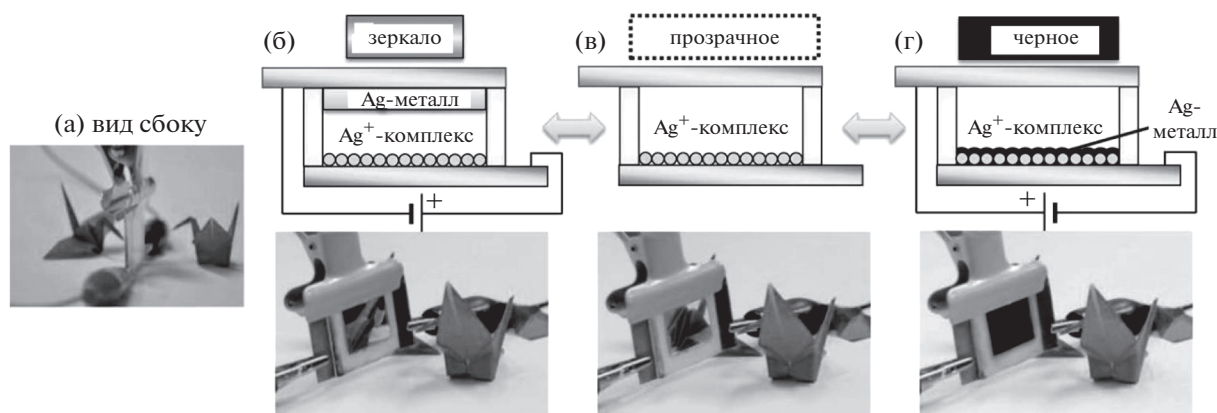 (а) вид сбоку
(б)
зеркало
Ag-металл
Ag⁺-комплекс
+
(в)
прозрачное
Ag⁺-комплекс
(г)
черное
Ag⁺-комплекс
Ag-
металл
+